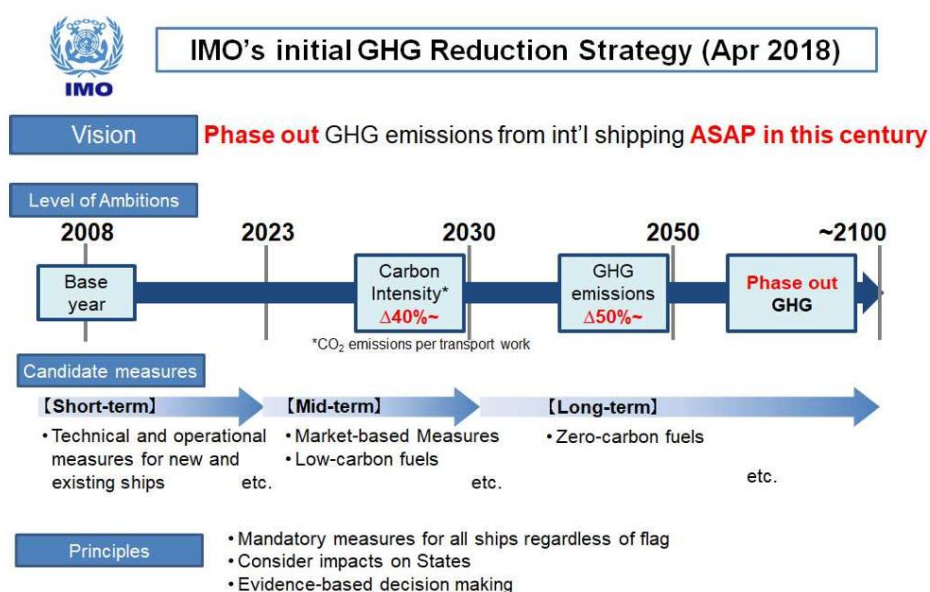 IMO
IMO's initial GHG Reduction Strategy (Apr 2018)
Vision
Phase out GHG emissions from int'l shipping ASAP in this century
Level of Ambitions
2008
2023
2030
2050
~2100
Base
year
Carbon
Intensity*
Δ40%~
GHG
emissions
Δ50%~
Phase out
GHG
*CO₂ emissions per transport work
Candidate measures
【Short-term】
• Technical and operational
measures for new and
existing ships etc.
【Mid-term】
• Market-based Measures
• Low-carbon fuels
etc.
【Long-term】
• Zero-carbon fuels
etc.
Principles
• Mandatory measures for all ships regardless of flag
• Consider impacts on States
• Evidence-based decision making